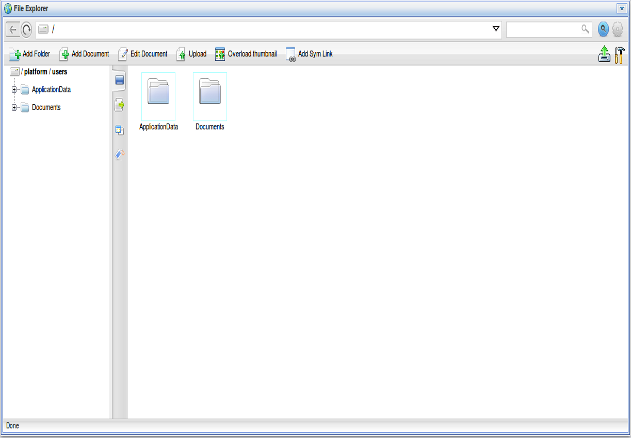 File Explorer
/
Add Folder Add Document Edit Document Upload Overload thumbnail Add Sym Link
/ platform / users
ApplicationData
Documents
ApplicationData Documents
Done